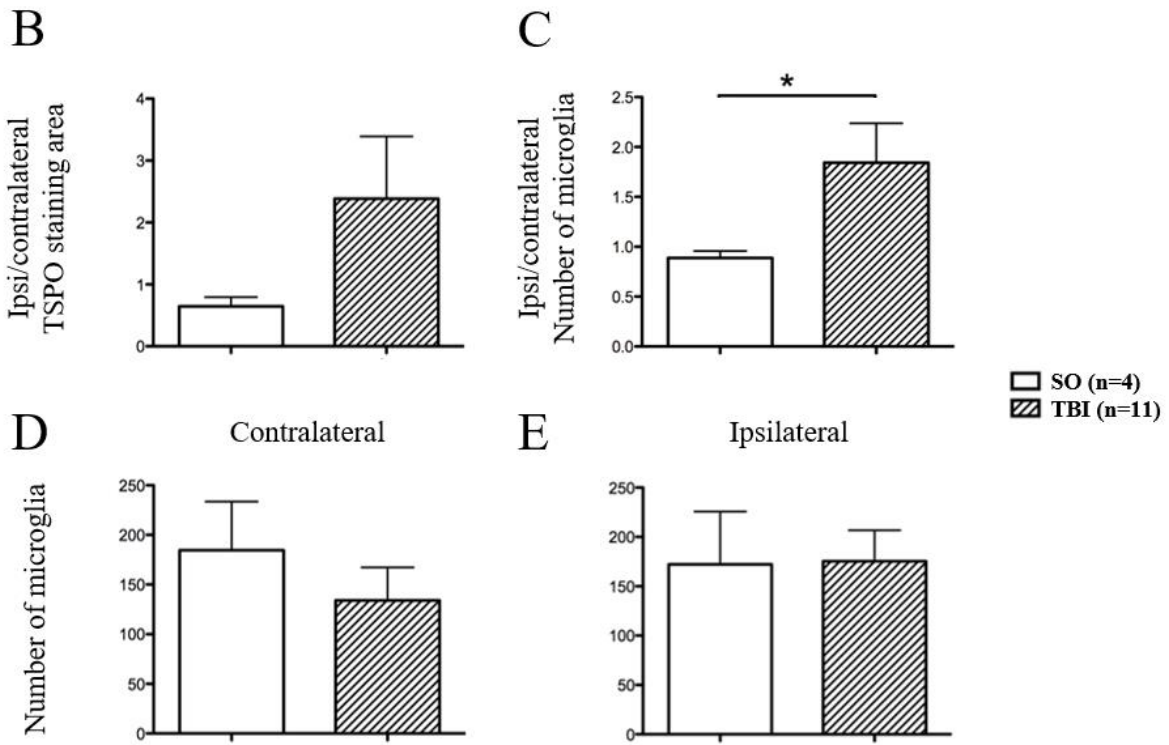 B
Ipsi/contralateral
TSPO staining area
4
3
2
1
0
C
*
Ipsi/contralateral
Number of microglia
2.5
2.0
1.5
1.0
0.5
0.0
SO (n=4)
TBI (n=11)
D
Contralateral
Number of microglia
250
200
150
100
50
0
E
Ipsilateral
250
200
150
100
50
0